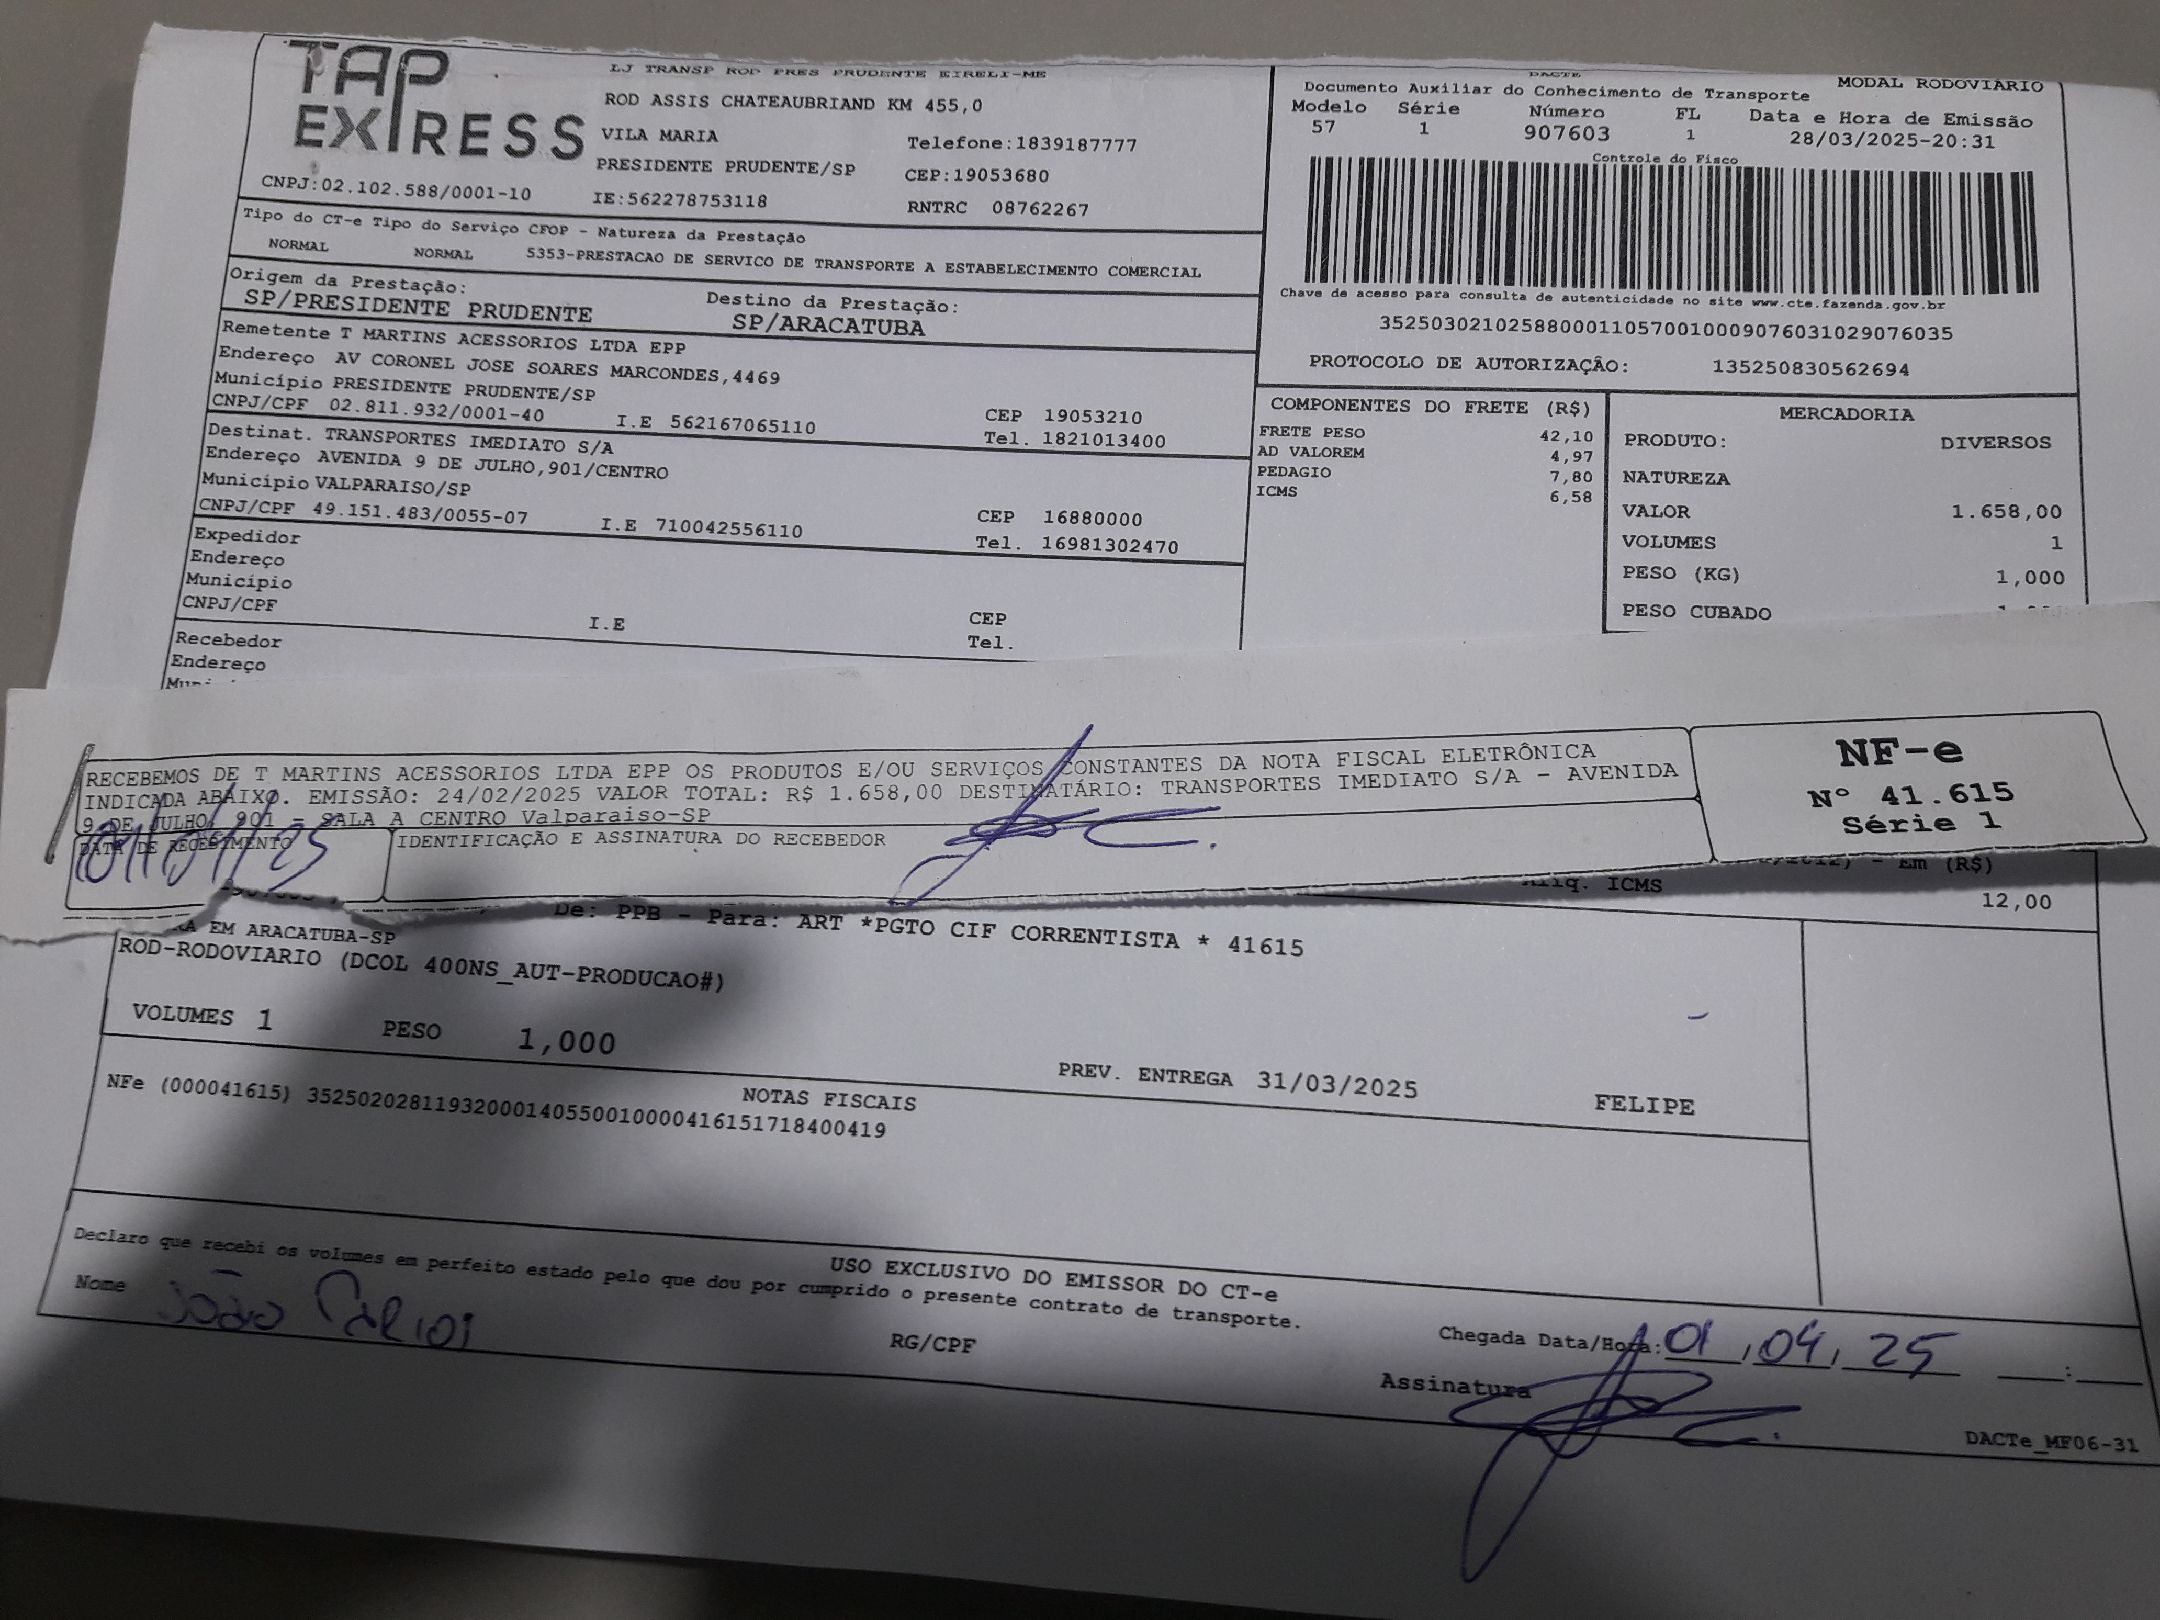 TAP
EXPRESS
LJ TRANSP ROD PRES PRUDENTE EIRELI-ME
ROD ASSIS CHATEAUBRIAND KM 455,0
VILA MARIA Telefone:1839187777
PRESIDENTE PRUDENTE/SP CEP:19053680
CNPJ:02.102.588/0001-10 IE:562278753118 RNTRC 08762267
DACTE MODAL RODOVIÁRIO
Documento Auxiliar do Conhecimento de Transporte
Modelo Série Número FL Data e Hora de Emissão
57 1 907603 1 28/03/2025-20:31
Controle do Fisco
Chave de acesso para consulta de autenticidade no site www.cte.fazenda.gov.br
35250302102588000110570010009076031029076035
PROTOCOLO DE AUTORIZAÇÃO: 135250830562694
Tipo do CT-e Tipo do Serviço CFOP - Natureza da Prestação
NORMAL NORMAL 5353-PRESTACAO DE SERVICO DE TRANSPORTE A ESTABELECIMENTO COMERCIAL
Origem da Prestação: Destino da Prestação:
SP/PRESIDENTE PRUDENTE SP/ARACATUBA
Remetente T MARTINS ACESSORIOS LTDA EPP
Endereço AV CORONEL JOSE SOARES MARCONDES,4469
Município PRESIDENTE PRUDENTE/SP CEP 19053210
CNPJ/CPF 02.811.932/0001-40 I.E 562167065110 Tel. 1821013400
Destinat. TRANSPORTES IMEDIATO S/A
Endereço AVENIDA 9 DE JULHO,901/CENTRO
Município VALPARAISO/SP CEP 16880000
CNPJ/CPF 49.151.483/0055-07 I.E 710042556110 Tel. 16981302470
Expedidor
Endereço
Município CEP
CNPJ/CPF I.E Tel.
Recebedor
Endereço
COMPONENTES DO FRETE (R$)
FRETE PESO 42,10
AD VALOREM 4,97
PEDAGIO 7,80
ICMS 6,58
MERCADORIA
PRODUTO: DIVERSOS
NATUREZA
VALOR 1.658,00
VOLUMES 1
PESO (KG) 1,000
PESO CUBADO
RECEBEMOS DE T MARTINS ACESSORIOS LTDA EPP OS PRODUTOS E/OU SERVIÇOS CONSTANTES DA NOTA FISCAL ELETRÔNICA
INDICADA ABAIXO. EMISSÃO: 24/02/2025 VALOR TOTAL: R$ 1.658,00 DESTINATÁRIO: TRANSPORTES IMEDIATO S/A - AVENIDA
9 DE JULHO, 901 - SALA A CENTRO Valparaiso-SP
DATA DE RECEBIMENTO IDENTIFICAÇÃO E ASSINATURA DO RECEBEDOR
01/04/25
NF-e
Nº 41.615
Série 1
Em (R$)
Aliq. ICMS
12,00
De: PPB - Para: ART *PGTO CIF CORRENTISTA * 41615
EM ARACATUBA-SP
ROD-RODOVIARIO (DCOL 400NS_AUT-PRODUCAO#)
VOLUMES 1 PESO 1,000
PREV. ENTREGA 31/03/2025 FELIPE
NOTAS FISCAIS
NFe (000041615) 35250202811932000140550010000416151718400419
USO EXCLUSIVO DO EMISSOR DO CT-e
Declaro que recebi os volumes em perfeito estado pelo que dou por cumprido o presente contrato de transporte.
Nome João Carlos RG/CPF Chegada Data/Hora: 01/04/25 :
Assinatura
DACTe_MF06-31